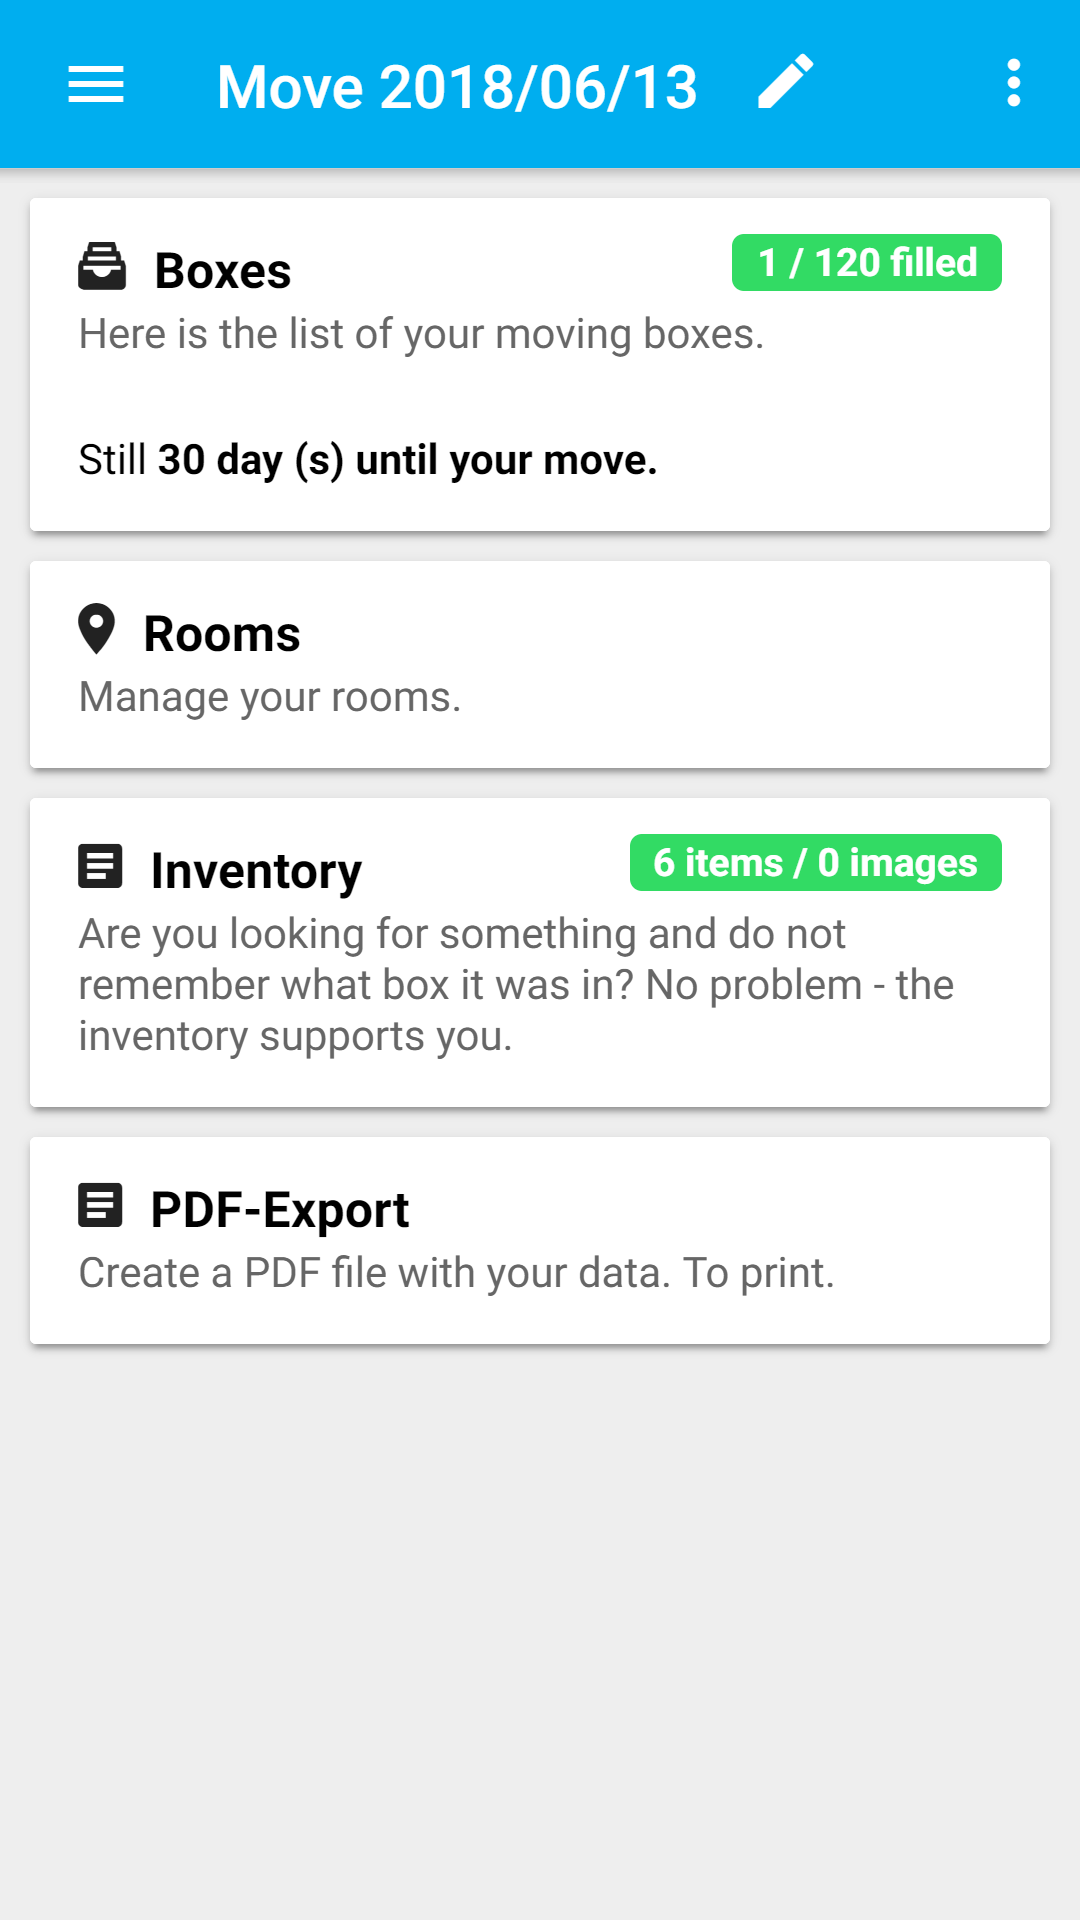 Move 2018/06/13
Boxes
1 / 120 filled
Here is the list of your moving boxes.
Still 30 day (s) until your move.
Rooms
Manage your rooms.
Inventory
6 items / 0 images
Are you looking for something and do not
remember what box it was in? No problem - the
inventory supports you.
PDF-Export
Create a PDF file with your data. To print.